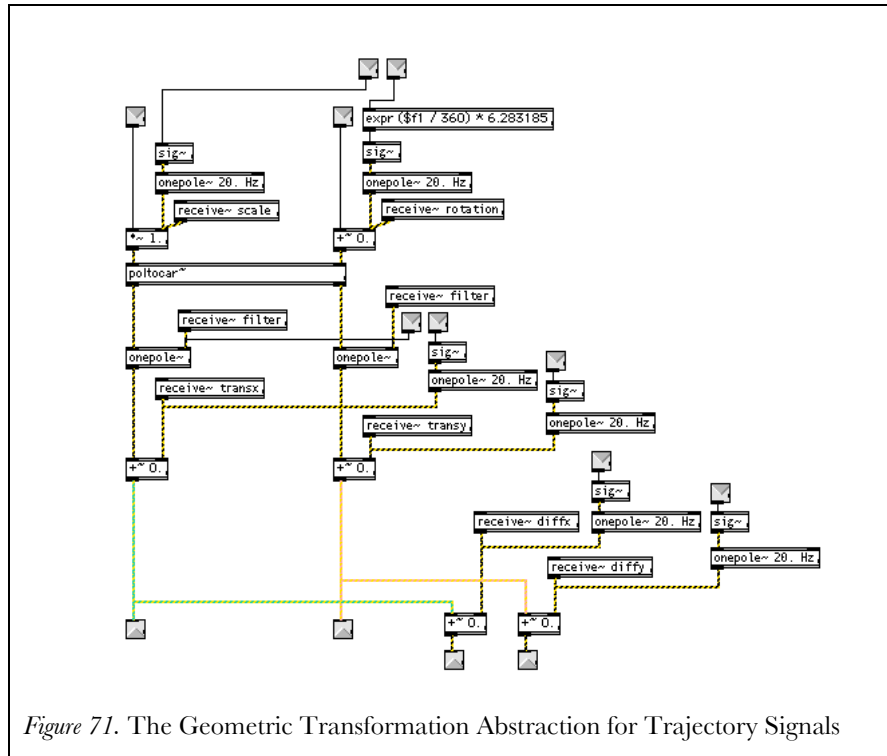 expr ($f1 / 360) * 6.283185
sig~
sig~
onepole~ 20. Hz
onepole~ 20. Hz
receive~ scale
receive~ rotation
*~ 1.
+~ 0.
poltocar~
receive~ filter
receive~ filter
onepole~
onepole~
sig~
onepole~ 20. Hz
receive~ transx
sig~
onepole~ 20. Hz
receive~ transy
+~ 0.
+~ 0.
sig~
receive~ diffx
onepole~ 20. Hz
sig~
receive~ diffy
onepole~ 20. Hz
+~ 0.
+~ 0.
Figure 71. The Geometric Transformation Abstraction for Trajectory Signals